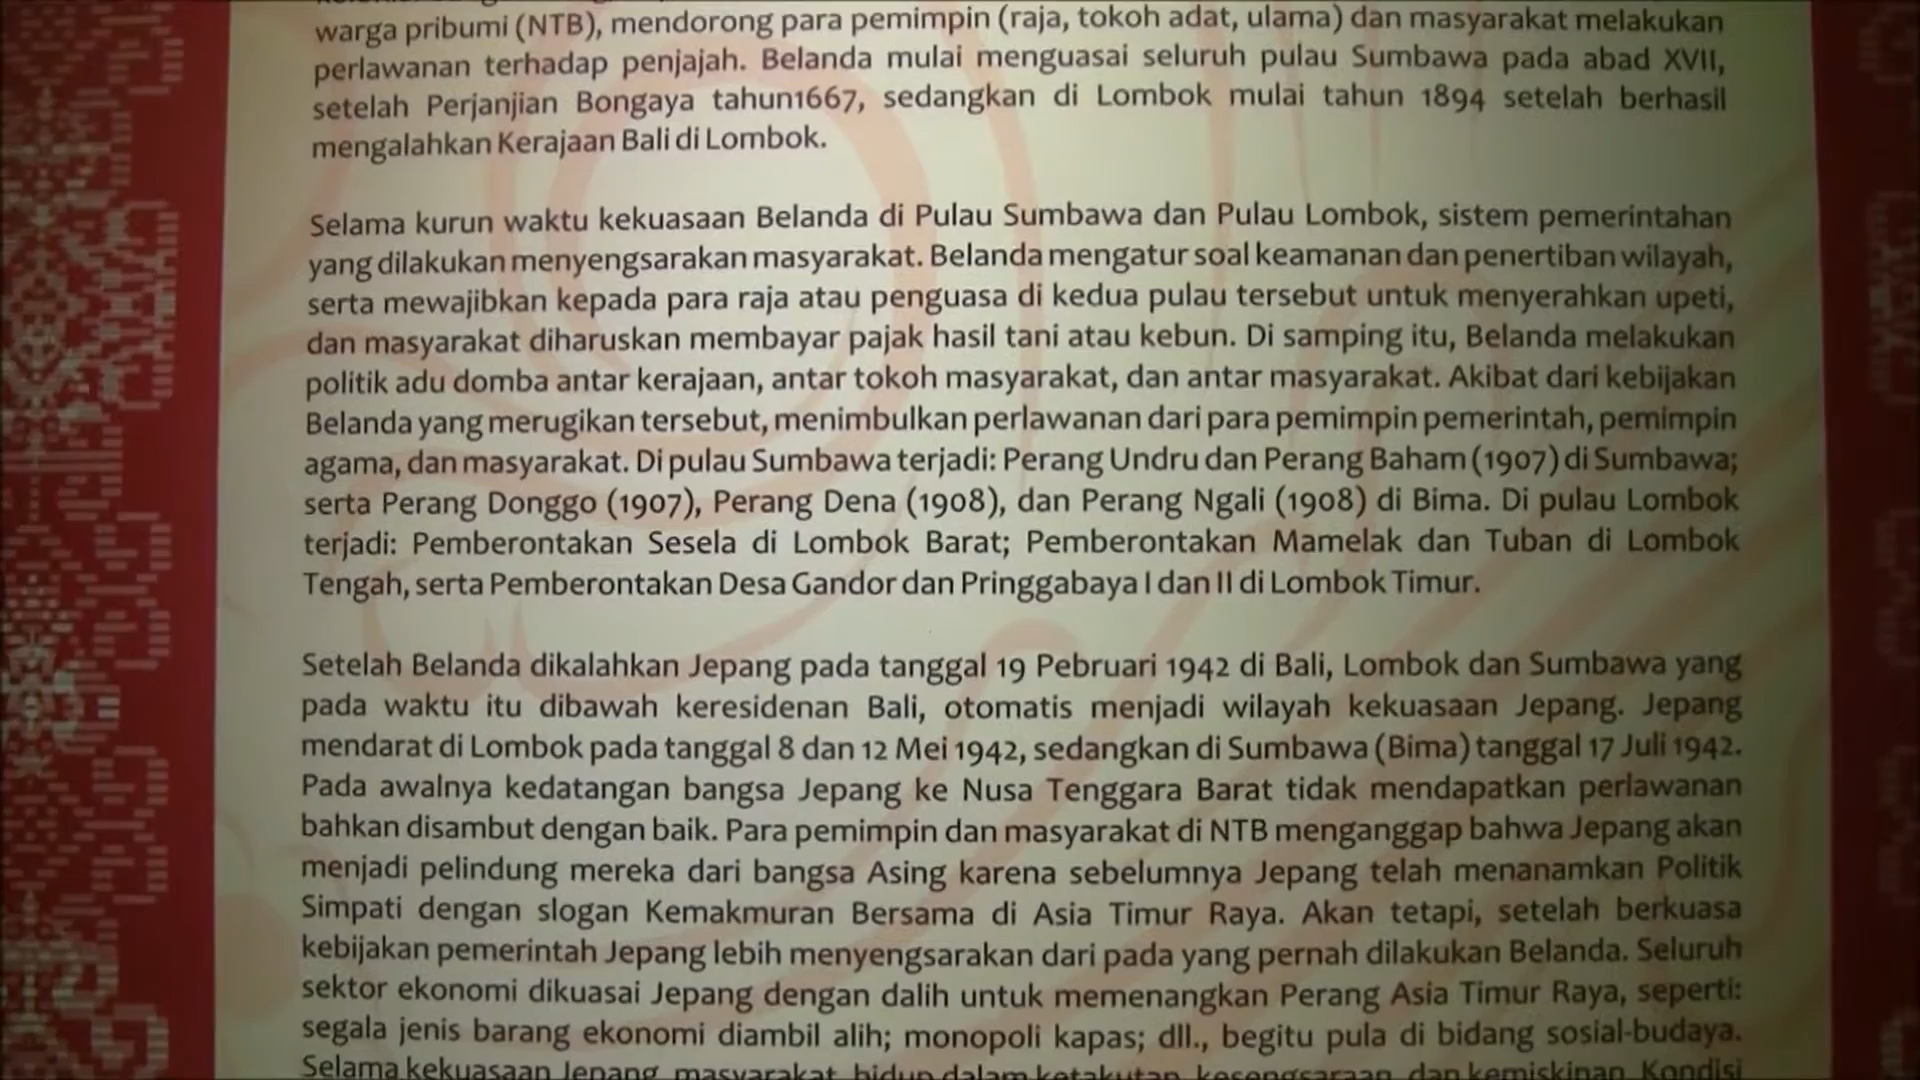 warga pribumi (NTB), mendorong para pemimpin (raja, tokoh adat, ulama) dan masyarakat melakukan
perlawanan terhadap penjajah. Belanda mulai menguasai seluruh pulau Sumbawa pada abad XVII,
setelah Perjanjian Bongaya tahun1667, sedangkan di Lombok mulai tahun 1894 setelah berhasil
mengalahkan Kerajaan Bali di Lombok.
Selama kurun waktu kekuasaan Belanda di Pulau Sumbawa dan Pulau Lombok, sistem pemerintahan
yang dilakukan menyengsarakan masyarakat. Belanda mengatur soal keamanan dan penertiban wilayah,
serta mewajibkan kepada para raja atau penguasa di kedua pulau tersebut untuk menyerahkan upeti,
dan masyarakat diharuskan membayar pajak hasil tani atau kebun. Di samping itu, Belanda melakukan
politik adu domba antar kerajaan, antar tokoh masyarakat, dan antar masyarakat. Akibat dari kebijakan
Belanda yang merugikan tersebut, menimbulkan perlawanan dari para pemimpin pemerintah, pemimpin
agama, dan masyarakat. Di pulau Sumbawa terjadi: Perang Undru dan Perang Baham (1907) di Sumbawa;
serta Perang Donggo (1907), Perang Dena (1908), dan Perang Ngali (1908) di Bima. Di pulau Lombok
terjadi: Pemberontakan Sesela di Lombok Barat; Pemberontakan Mamelak dan Tuban di Lombok
Tengah, serta Pemberontakan Desa Gandor dan Pringgabaya I dan II di Lombok Timur.
Setelah Belanda dikalahkan Jepang pada tanggal 19 Pebruari 1942 di Bali, Lombok dan Sumbawa yang
pada waktu itu dibawah keresidenan Bali, otomatis menjadi wilayah kekuasaan Jepang. Jepang
mendarat di Lombok pada tanggal 8 dan 12 Mei 1942, sedangkan di Sumbawa (Bima) tanggal 17 Juli 1942.
Pada awalnya kedatangan bangsa Jepang ke Nusa Tenggara Barat tidak mendapatkan perlawanan
bahkan disambut dengan baik. Para pemimpin dan masyarakat di NTB menganggap bahwa Jepang akan
menjadi pelindung mereka dari bangsa Asing karena sebelumnya Jepang telah menanamkan Politik
Simpati dengan slogan Kemakmuran Bersama di Asia Timur Raya. Akan tetapi, setelah berkuasa
kebijakan pemerintah Jepang lebih menyengsarakan dari pada yang pernah dilakukan Belanda. Seluruh
sektor ekonomi dikuasai Jepang dengan dalih untuk memenangkan Perang Asia Timur Raya, seperti:
segala jenis barang ekonomi diambil alih; monopoli kapas; dll., begitu pula di bidang sosial-budaya.
Selama kekuasaan Jepang, masyarakat hidup dalam ketakutan, kesengsaraan, dan kemiskinan. Kondisi